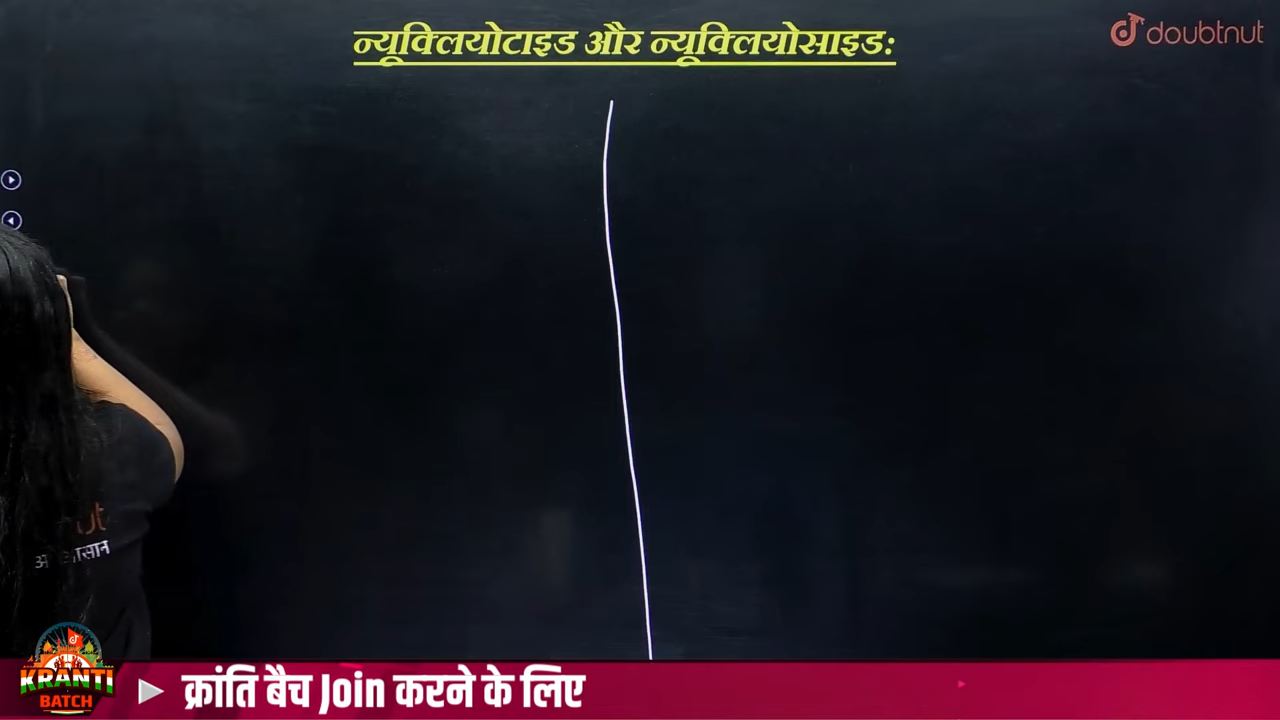 न्यूक्लियोटाइड और न्यूक्लियोसाइड:
doubtnut
KRANTI
BATCH
क्रांति बैच Join करने के लिए